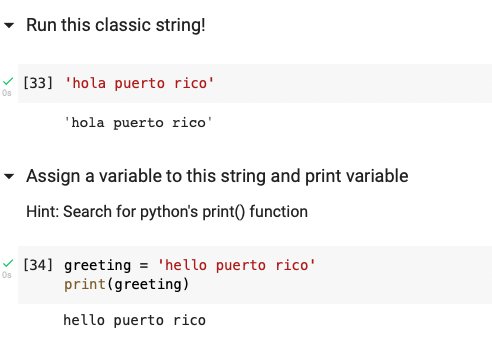 Run this classic string!
[33] 'hola puerto rico'
0s
'hola puerto rico'
Assign a variable to this string and print variable
Hint: Search for python's print() function
[34] greeting = 'hello puerto rico'
0s
print(greeting)
hello puerto rico